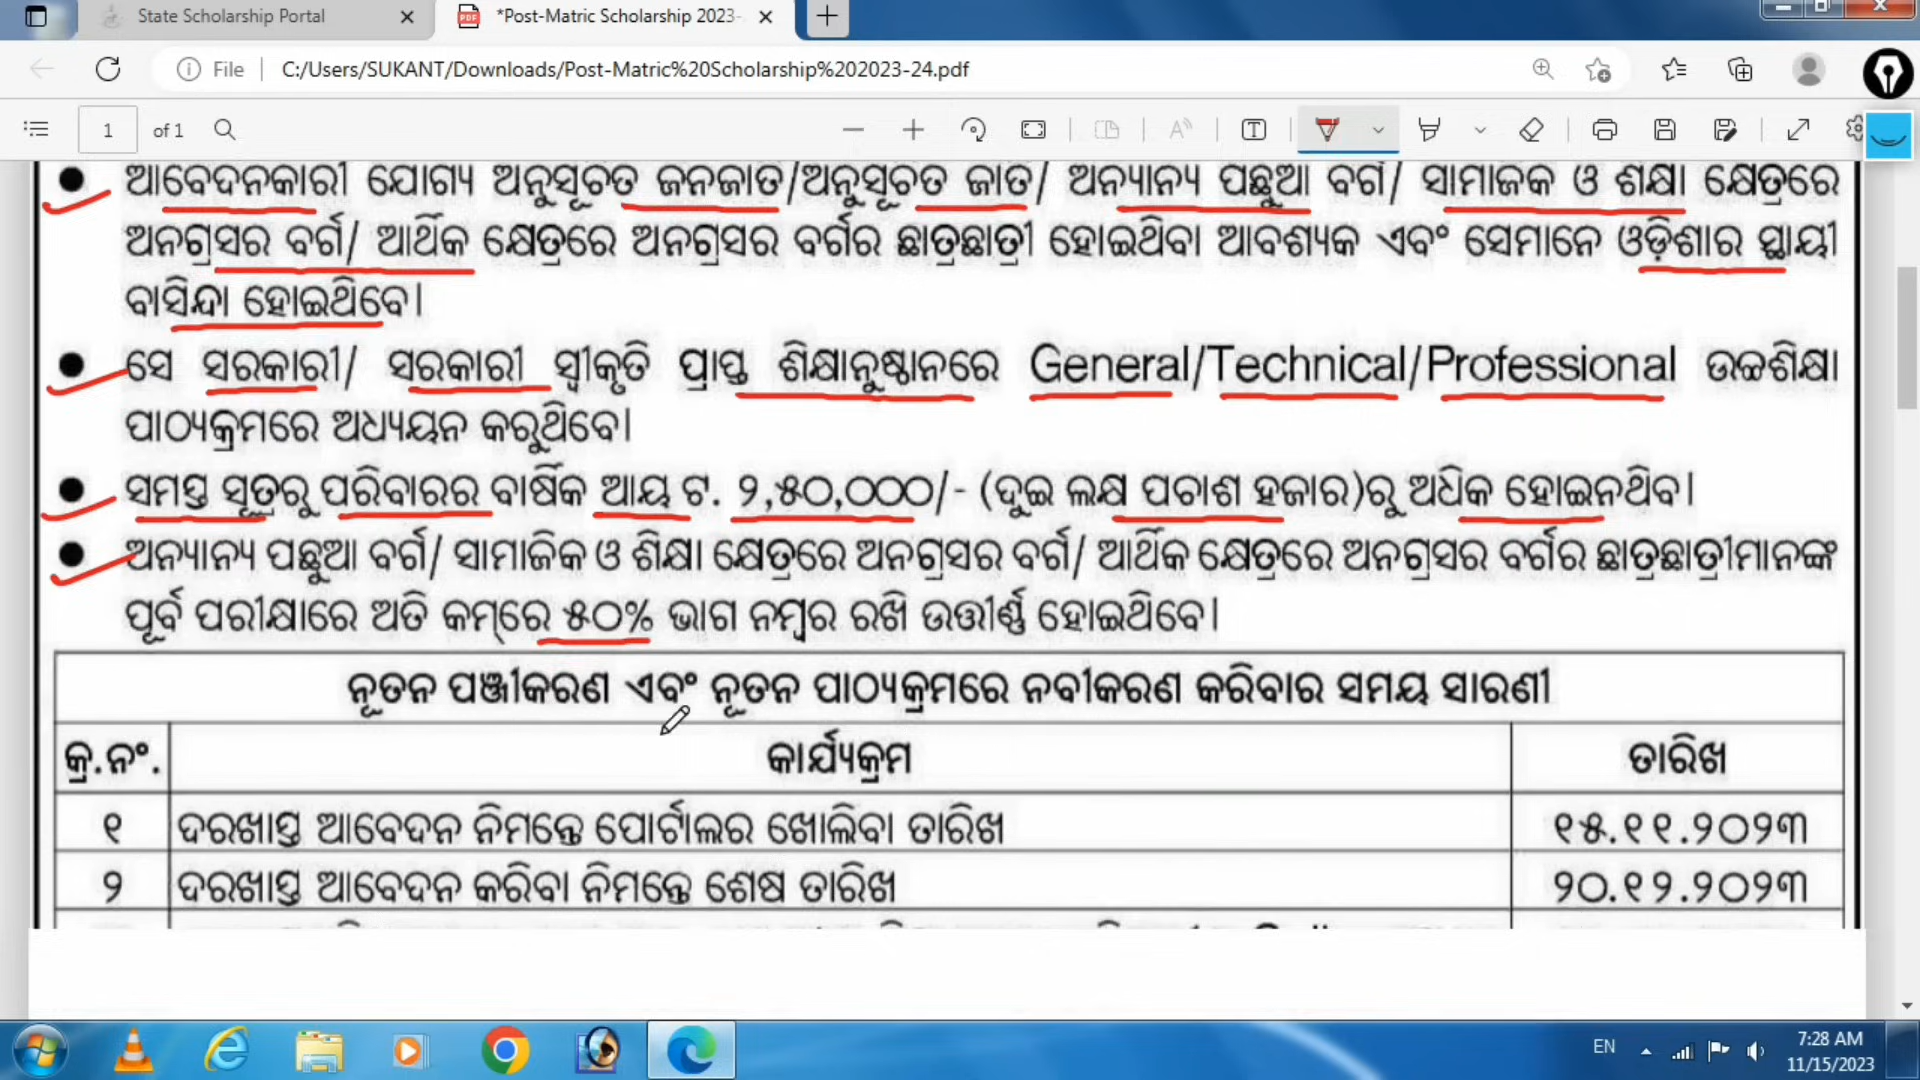 State Scholarship Portal
*Post-Matric Scholarship 2023-
File
C:/Users/SUKANT/Downloads/Post-Matric%20Scholarship%202023-24.pdf
1 of 1
ଆବେଦନକାରୀ ଯୋଗ୍ୟ ଅନୁସୂଚିତ ଜନଜାତି/ଅନୁସୂଚିତ ଜାତି/ ଅନ୍ୟାନ୍ୟ ପଛୁଆ ବର୍ଗ/ ସାମାଜିକ ଓ ଶିକ୍ଷା କ୍ଷେତ୍ରରେ
ଅନଗ୍ରସର ବର୍ଗ/ ଆର୍ଥିକ କ୍ଷେତ୍ରରେ ଅନଗ୍ରସର ବର୍ଗର ଛାତ୍ରଛାତ୍ରୀ ହୋଇଥିବା ଆବଶ୍ୟକ ଏବଂ ସେମାନେ ଓଡ଼ିଶାର ସ୍ଥାୟୀ
ବାସିନ୍ଦା ହୋଇଥିବେ।
ସେ ସରକାରୀ/ ସରକାରୀ ସ୍ୱୀକୃତି ପ୍ରାପ୍ତ ଶିକ୍ଷାନୁଷ୍ଠାନରେ General/Technical/Professional ଉଚ୍ଚଶିକ୍ଷା
ପାଠ୍ୟକ୍ରମରେ ଅଧ୍ୟୟନ କରୁଥିବେ।
ସମସ୍ତ ସୂତ୍ରରୁ ପରିବାରର ବାର୍ଷିକ ଆୟ ଟ. ୨,୫୦,୦୦୦/- (ଦୁଇ ଲକ୍ଷ ପଚାଶ ହଜାର)ରୁ ଅଧିକ ହୋଇନଥିବ।
ଅନ୍ୟାନ୍ୟ ପଛୁଆ ବର୍ଗ/ ସାମାଜିକ ଓ ଶିକ୍ଷା କ୍ଷେତ୍ରରେ ଅନଗ୍ରସର ବର୍ଗ/ ଆର୍ଥିକ କ୍ଷେତ୍ରରେ ଅନଗ୍ରସର ବର୍ଗର ଛାତ୍ରଛାତ୍ରୀମାନଙ୍କ
ପୂର୍ବ ପରୀକ୍ଷାରେ ଅତି କମ୍‌ରେ ୫୦% ଭାଗ ନମ୍ବର ରଖି ଉତ୍ତୀର୍ଣ୍ଣ ହୋଇଥିବେ।
ନୂତନ ପଞ୍ଜୀକରଣ ଏବଂ ନୂତନ ପାଠ୍ୟକ୍ରମରେ ନବୀକରଣ କରିବାର ସମୟ ସାରଣୀ
କ୍ର.ନଂ. କାର୍ଯ୍ୟକ୍ରମ ତାରିଖ
୧ ଦରଖାସ୍ତ ଆବେଦନ ନିମନ୍ତେ ପୋର୍ଟାଲର ଖୋଲିବା ତାରିଖ ୧୫.୧୧.୨୦୨୩
୨ ଦରଖାସ୍ତ ଆବେଦନ କରିବା ନିମନ୍ତେ ଶେଷ ତାରିଖ ୨୦.୧୨.୨୦୨୩
EN
7:28 AM
11/15/2023